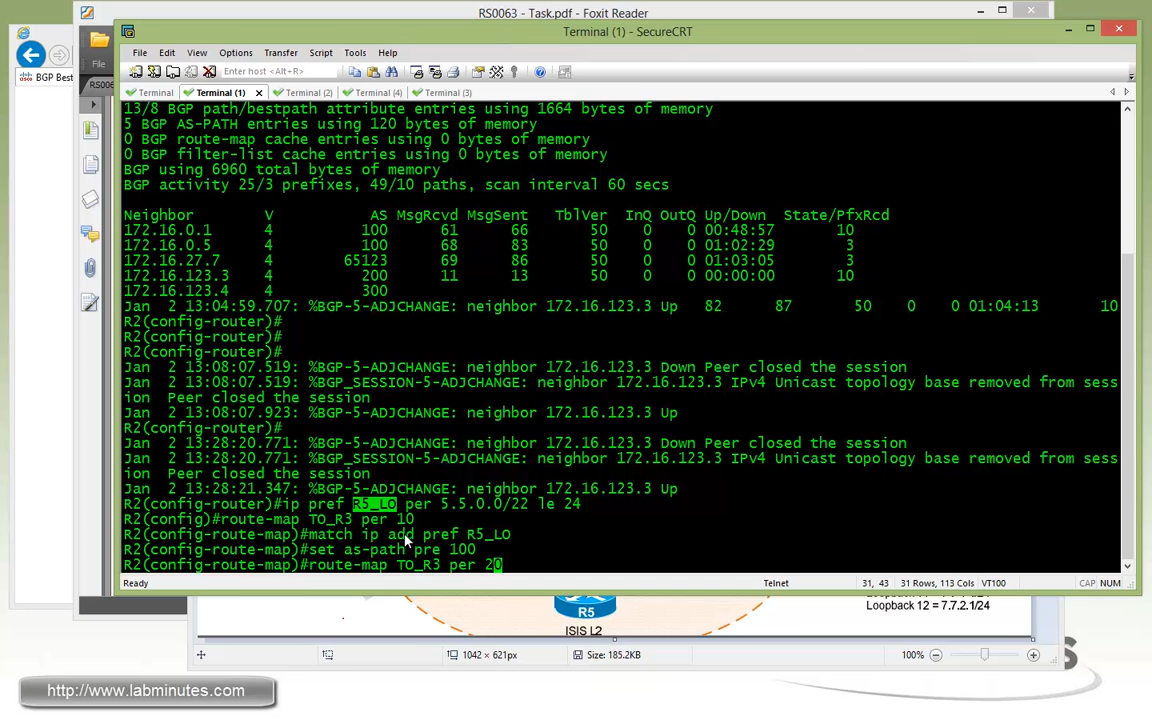 RS0063 - Task.pdf - Foxit Reader
Terminal (1) - SecureCRT
File Edit View Options Transfer Script Tools Help
Enter host <Alt+R>
File
BGP Best
RS006
Terminal Terminal (1) Terminal (2) Terminal (4) Terminal (3)
13/8 BGP path/bestpath attribute entries using 1664 bytes of memory
5 BGP AS-PATH entries using 120 bytes of memory
0 BGP route-map cache entries using 0 bytes of memory
0 BGP filter-list cache entries using 0 bytes of memory
BGP using 6960 total bytes of memory
BGP activity 25/3 prefixes, 49/10 paths, scan interval 60 secs
Neighbor V AS MsgRcvd MsgSent TblVer InQ OutQ Up/Down State/PfxRcd
172.16.0.1 4 100 61 66 50 0 0 00:48:57 10
172.16.0.5 4 100 68 83 50 0 0 01:02:29 3
172.16.27.7 4 65123 69 86 50 0 0 01:03:05 3
172.16.123.3 4 200 11 13 50 0 0 00:00:00 10
172.16.123.4 4 300
Jan 2 13:04:59.707: %BGP-5-ADJCHANGE: neighbor 172.16.123.3 Up 82 87 50 0 0 01:04:13 10
R2(config-router)#
R2(config-router)#
R2(config-router)#
Jan 2 13:08:07.519: %BGP-5-ADJCHANGE: neighbor 172.16.123.3 Down Peer closed the session
Jan 2 13:08:07.519: %BGP_SESSION-5-ADJCHANGE: neighbor 172.16.123.3 IPv4 Unicast topology base removed from sess
ion Peer closed the session
Jan 2 13:08:07.923: %BGP-5-ADJCHANGE: neighbor 172.16.123.3 Up
R2(config-router)#
Jan 2 13:28:20.771: %BGP-5-ADJCHANGE: neighbor 172.16.123.3 Down Peer closed the session
Jan 2 13:28:20.771: %BGP_SESSION-5-ADJCHANGE: neighbor 172.16.123.3 IPv4 Unicast topology base removed from sess
ion Peer closed the session
Jan 2 13:28:21.347: %BGP-5-ADJCHANGE: neighbor 172.16.123.3 Up
R2(config-router)#ip pref R5_LO per 5.5.0.0/22 le 24
R2(config)#route-map TO_R3 per 10
R2(config-route-map)#match ip add pref R5_LO
R2(config-route-map)#set as-path pre 100
R2(config-route-map)#route-map TO_R3 per 20
Ready Telnet 31, 43 31 Rows, 113 Cols VT100 CAP NUM
R5
ISIS L2
Loopback 12 = 7.7.2.1/24
1042 × 621px Size: 185.2KB 100%
http://www.labminutes.com